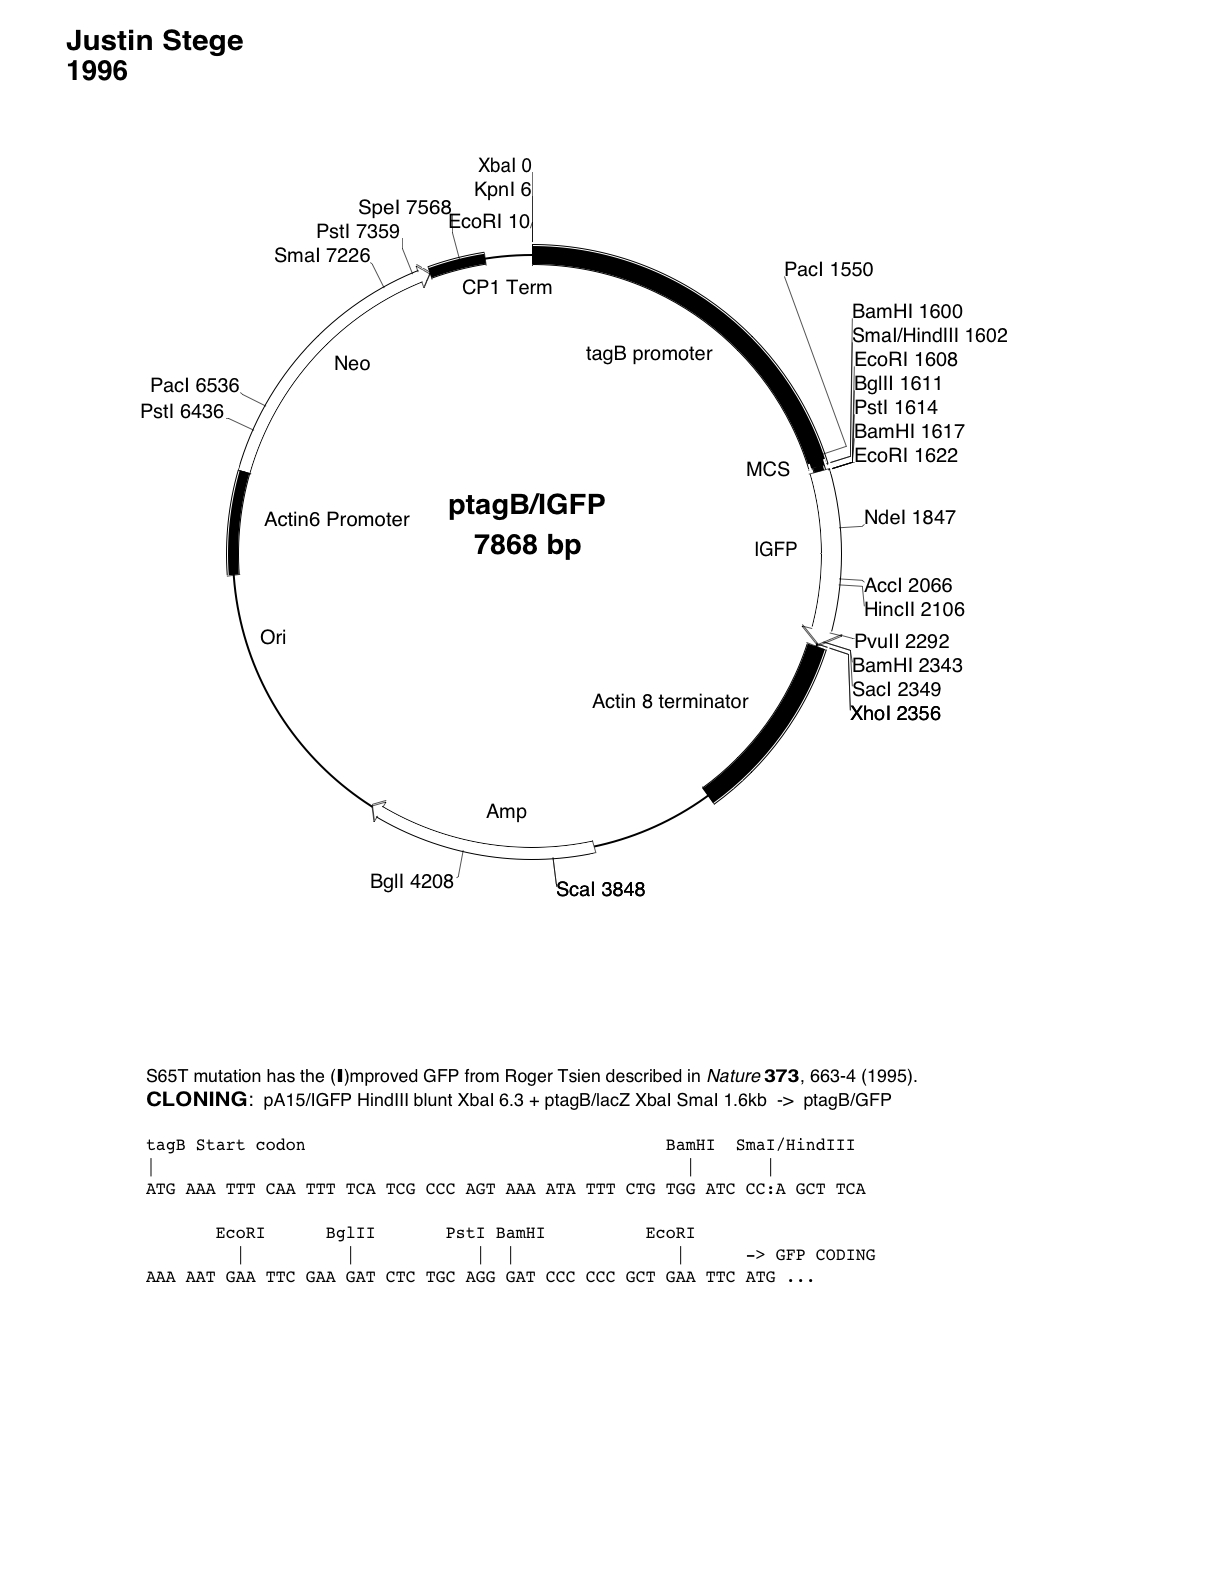 Justin Stege
1996
XbaI 0
KpnI 6
SpeI 7568
EcoRI 10
PstI 7359
SmaI 7226
PacI 1550
CP1 Term
BamHI 1600
SmaI/HindIII 1602
tagB promoter
EcoRI 1608
Neo
BglII 1611
PacI 6536
PstI 1614
PstI 6436
BamHI 1617
EcoRI 1622
MCS
ptagB/IGFP
Actin6 Promoter
NdeI 1847
7868 bp
IGFP
AccI 2066
HincII 2106
Ori
PvuII 2292
BamHI 2343
SacI 2349
Actin 8 terminator
XhoI 2356
Amp
BglI 4208
ScaI 3848
S65T mutation has the (I)mproved GFP from Roger Tsien described in Nature 373, 663-4 (1995).
CLONING: pA15/IGFP HindIII blunt XbaI 6.3 + ptagB/lacZ XbaI SmaI 1.6kb -> ptagB/GFP
tagB Start codon BamHI SmaI/HindIII
| | |
ATG AAA TTT CAA TTT TCA TCG CCC AGT AAA ATA TTT CTG TGG ATC CC:A GCT TCA
EcoRI BglII PstI BamHI EcoRI
| | | | | -> GFP CODING
AAA AAT GAA TTC GAA GAT CTC TGC AGG GAT CCC CCC GCT GAA TTC ATG ...